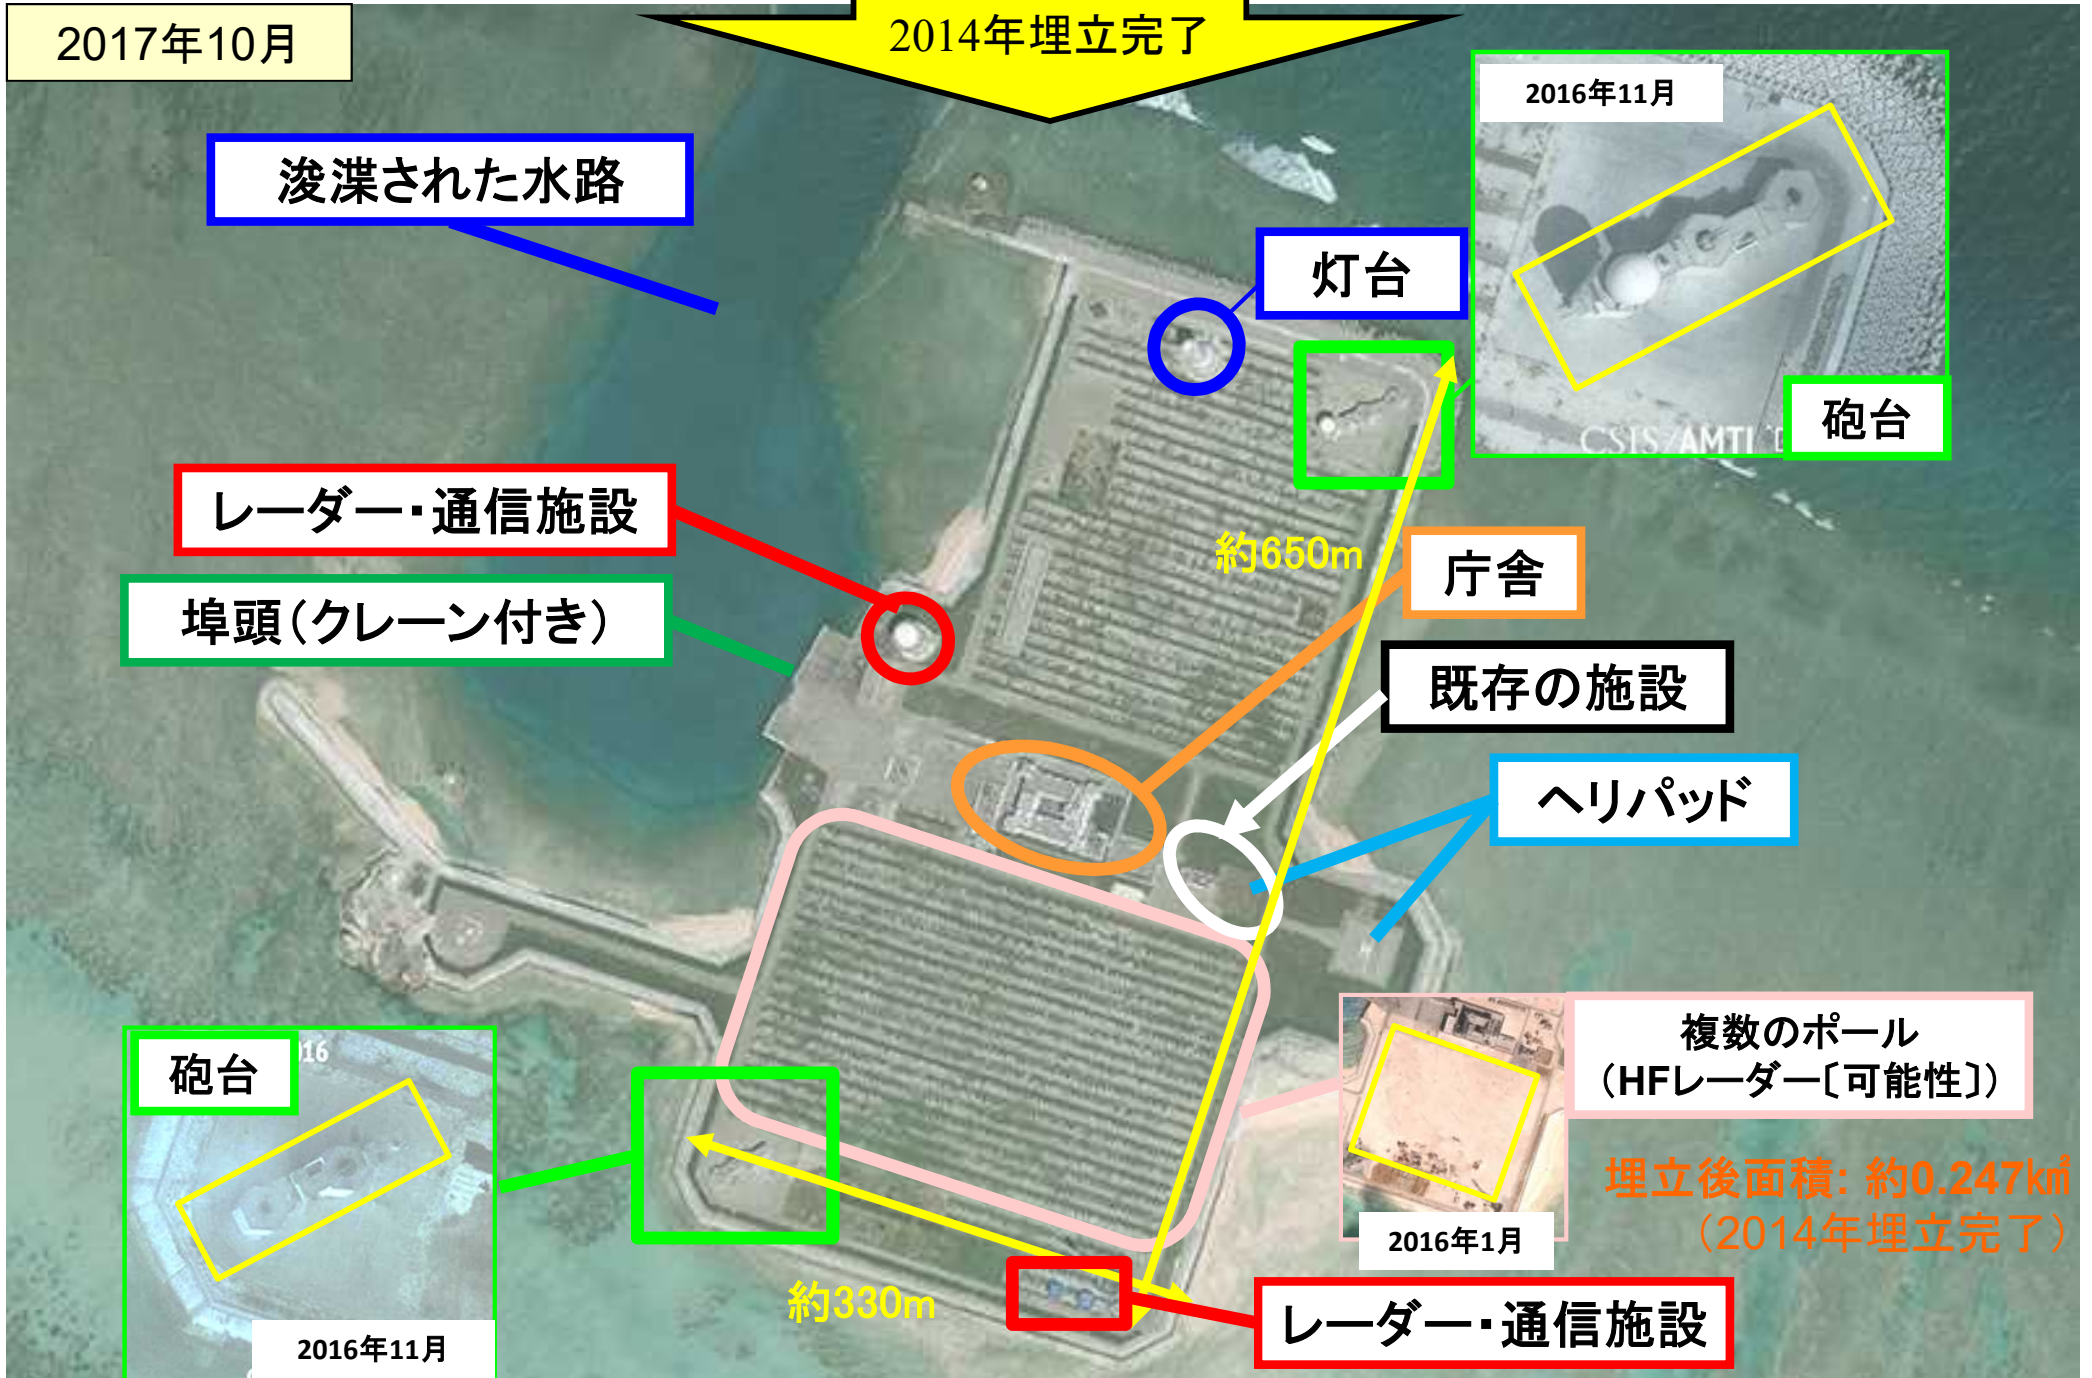 2017年10月
2014年埋立完了
2016年11月
浚渫された水路
灯台
砲台
CSIS/AMTI
レーダー・通信施設
約650m
庁舎
埠頭(クレーン付き)
既存の施設
ヘリパッド
複数のポール
(HFレーダー〔可能性〕)
砲台
16
埋立後面積: 約0.247k㎡
(2014年埋立完了)
2016年1月
約330m
レーダー・通信施設
2016年11月